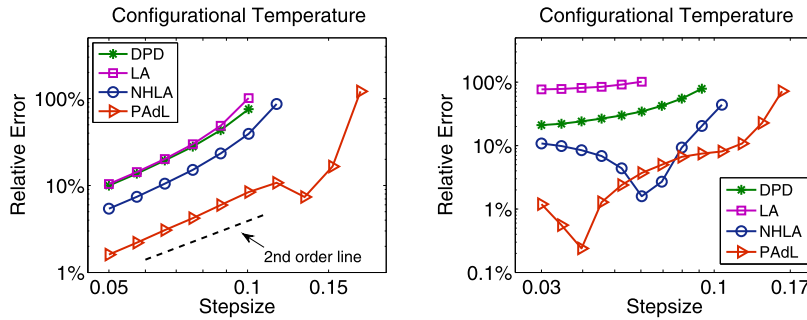 Configurational Temperature
DPD
LA
NHLA
PAdL
100%
10%
1%
Relative Error
2nd order line
0.05
0.1
0.15
Stepsize
Configurational Temperature
100%
10%
1%
0.1%
Relative Error
DPD
LA
NHLA
PAdL
0.03
0.1
0.17
Stepsize